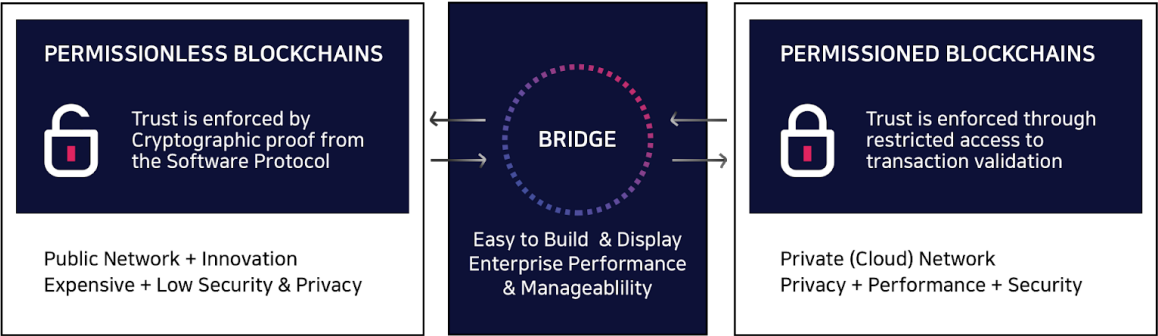 PERMISSIONLESS BLOCKCHAINS
Trust is enforced by
Cryptographic proof from
the Software Protocol
Public Network + Innovation
Expensive + Low Security & Privacy
BRIDGE
Easy to Build & Display
Enterprise Performance
& Manageablility
PERMISSIONED BLOCKCHAINS
Trust is enforced through
restricted access to
transaction validation
Private (Cloud) Network
Privacy + Performance + Security